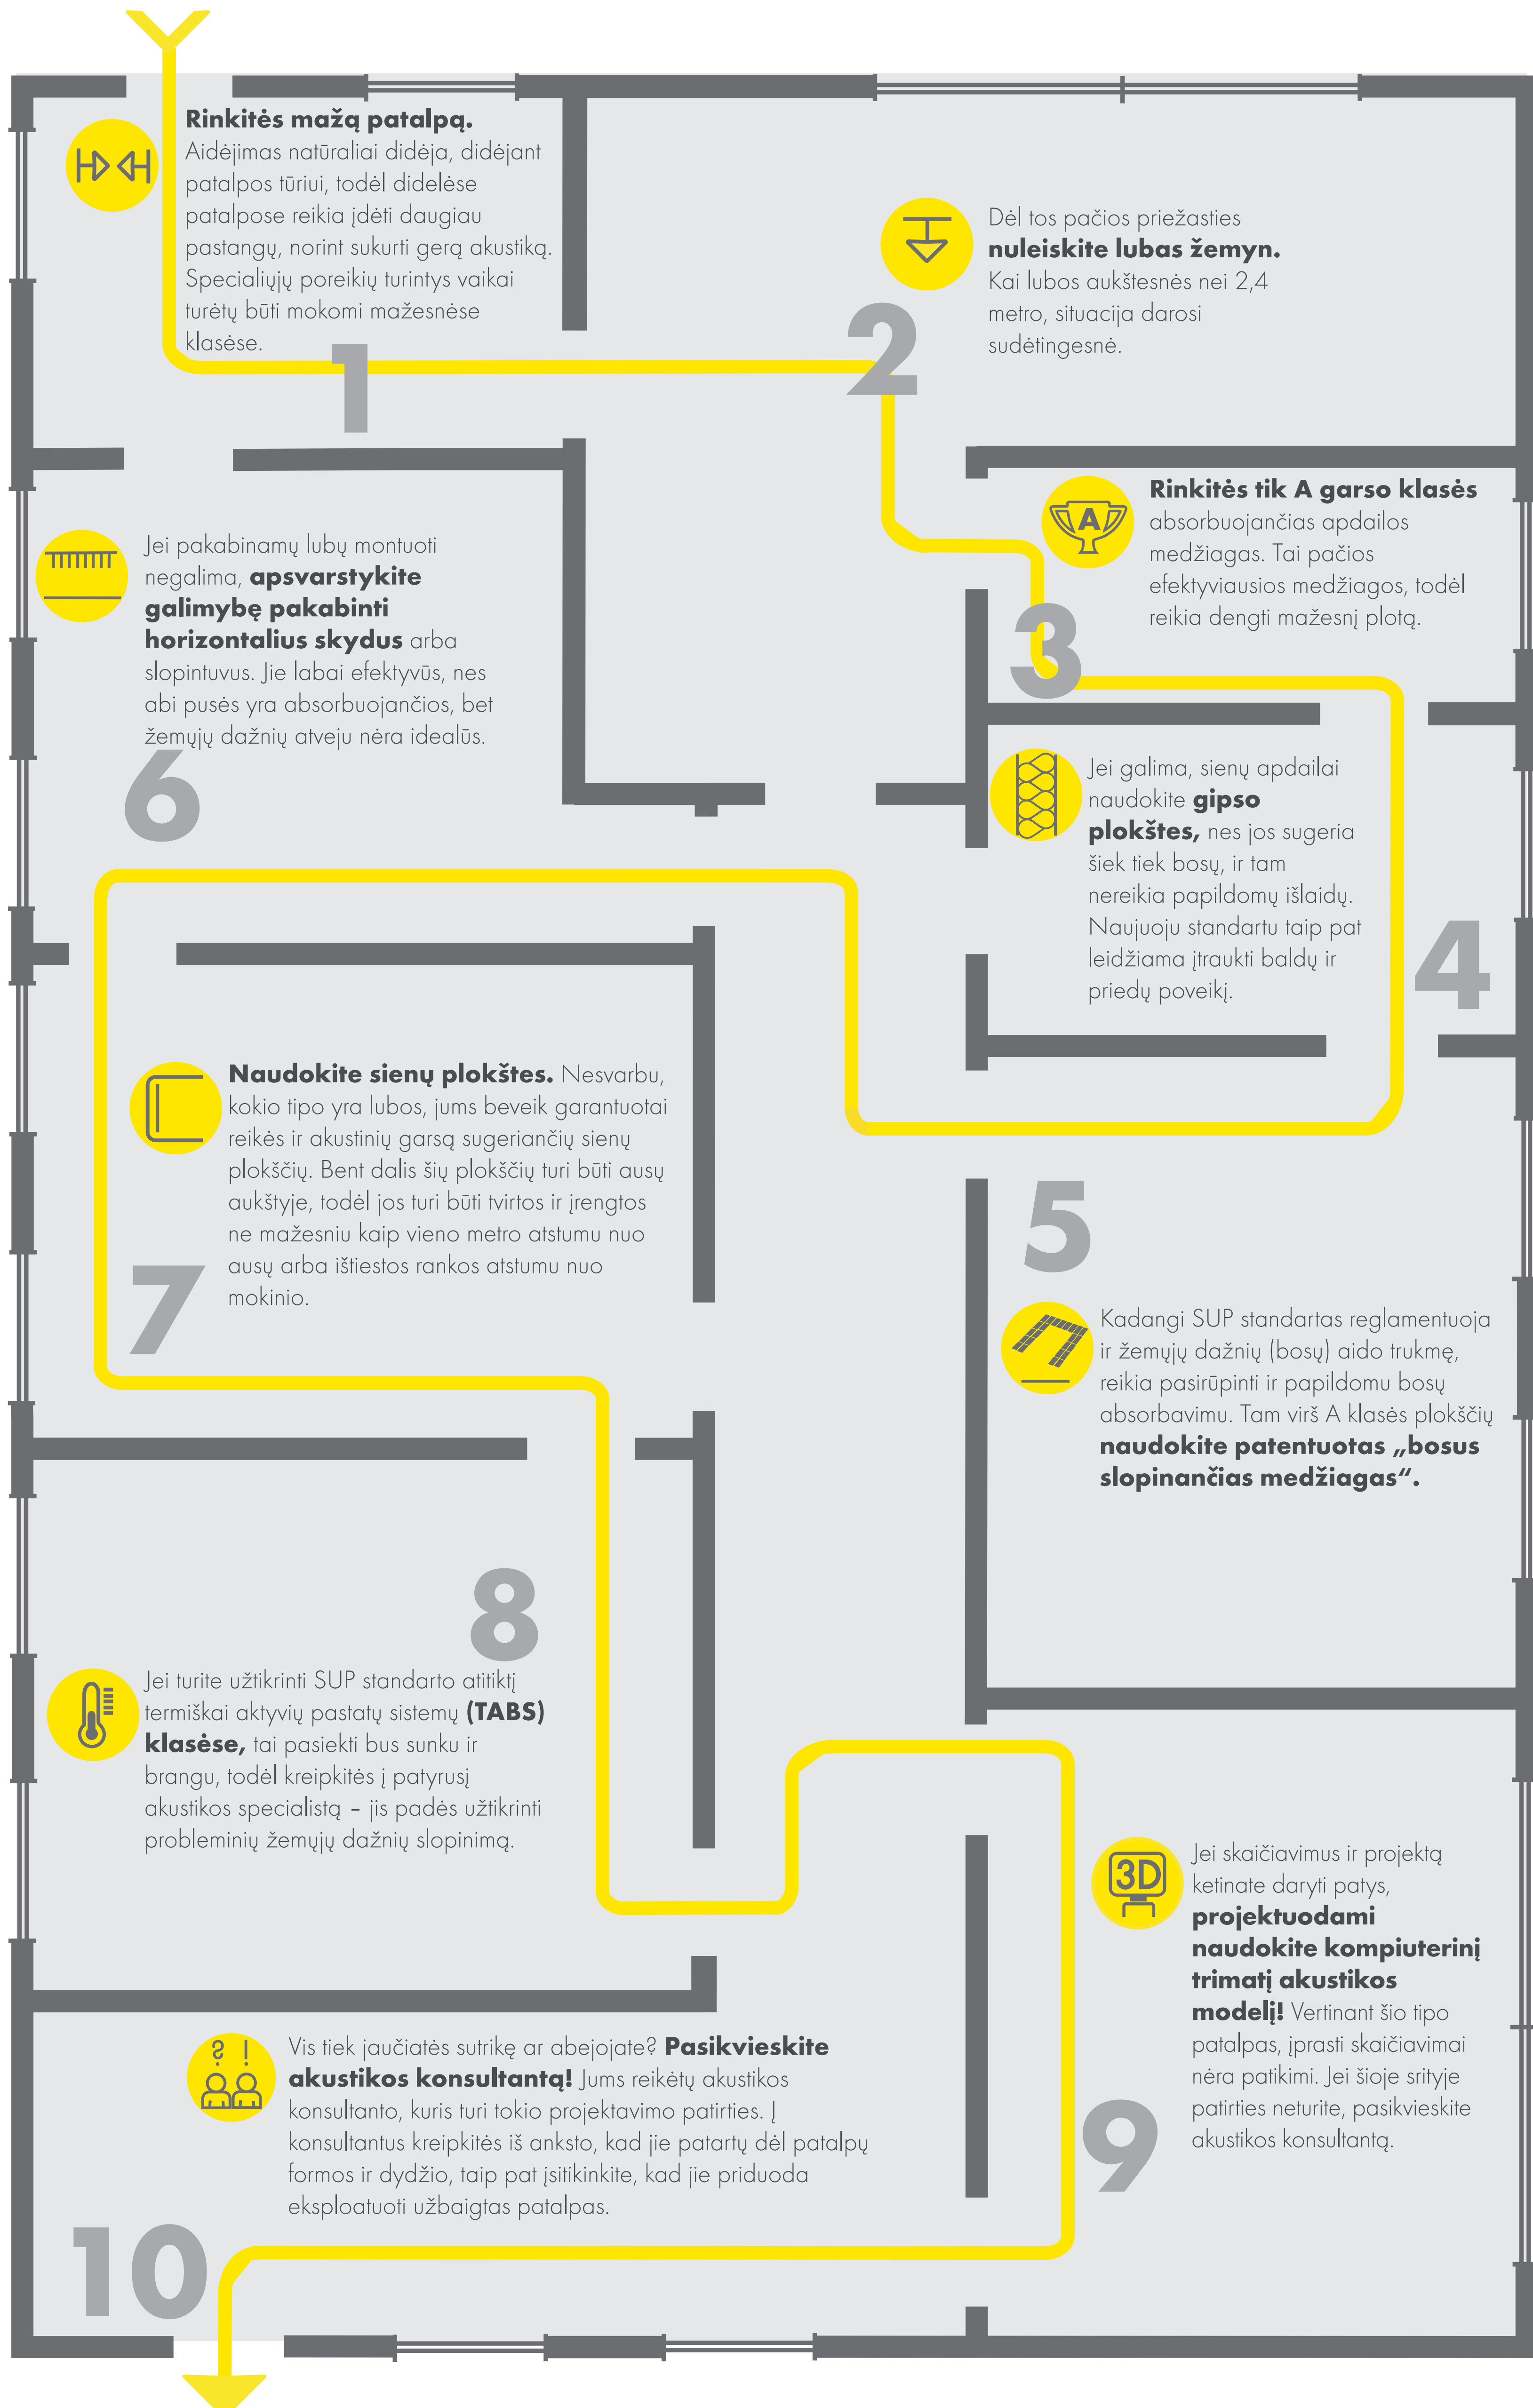 Rinkitės mažą patalpą.
Aidėjimas natūraliai didėja, didėjant
patalpos tūriui, todėl didelėse
patalpose reikia įdėti daugiau
pastangų, norint sukurti gerą akustiką.
Specialiųjų poreikių turintys vaikai
turėtų būti mokomi mažesnėse
klasėse.
1
Dėl tos pačios priežasties
nuleiskite lubas žemyn.
Kai lubos aukštesnės nei 2,4
metro, situacija darosi
sudėtingesnė.
2
A
Rinkitės tik A garso klasės
absorbuojančias apdailos
medžiagas. Tai pačios
efektyviausios medžiagos, todėl
reikia dengti mažesnį plotą.
3
Jei galima, sienų apdailai
naudokite gipso
plokštes, nes jos sugeria
šiek tiek bosų, ir tam
nereikia papildomų išlaidų.
Naujuoju standartu taip pat
leidžiama įtraukti baldų ir
priedų poveikį.
4
5
Kadangi SUP standartas reglamentuoja
ir žemųjų dažnių (bosų) aido trukmę,
reikia pasirūpinti ir papildomu bosų
absorbavimu. Tam virš A klasės plokščių
naudokite patentuotas „bosus
slopinančias medžiagas“.
Jei pakabinamų lubų montuoti
negalima, apsvarstykite
galimybę pakabinti
horizontalius skydus arba
slopintuvus. Jie labai efektyvūs, nes
abi pusės yra absorbuojančios, bet
žemųjų dažnių atveju nėra idealūs.
6
Naudokite sienų plokštes. Nesvarbu,
kokio tipo yra lubos, jums beveik garantuotai
reikės ir akustinių garsą sugeriančių sienų
plokščių. Bent dalis šių plokščių turi būti ausų
aukštyje, todėl jos turi būti tvirtos ir įrengtos
ne mažesniu kaip vieno metro atstumu nuo
ausų arba ištiestos rankos atstumu nuo
mokinio.
7
8
Jei turite užtikrinti SUP standarto atitiktį
termiškai aktyvių pastatų sistemų (TABS)
klasėse, tai pasiekti bus sunku ir
brangu, todėl kreipkitės į patyrusį
akustikos specialistą – jis padės užtikrinti
probleminių žemųjų dažnių slopinimą.
3D
Jei skaičiavimus ir projektą
ketinate daryti patys,
projektuodami
naudokite kompiuterinį
trimatį akustikos
modelį! Vertinant šio tipo
patalpas, įprasti skaičiavimai
nėra patikimi. Jei šioje srityje
patirties neturite, pasikvieskite
akustikos konsultantą.
9
? !
Vis tiek jaučiatės sutrikę ar abejojate? Pasikvieskite
akustikos konsultantą! Jums reikėtų akustikos
konsultanto, kuris turi tokio projektavimo patirties. Į
konsultantus kreipkitės iš anksto, kad jie patartų dėl patalpų
formos ir dydžio, taip pat įsitikinkite, kad jie priduoda
eksploatuoti užbaigtas patalpas.
10